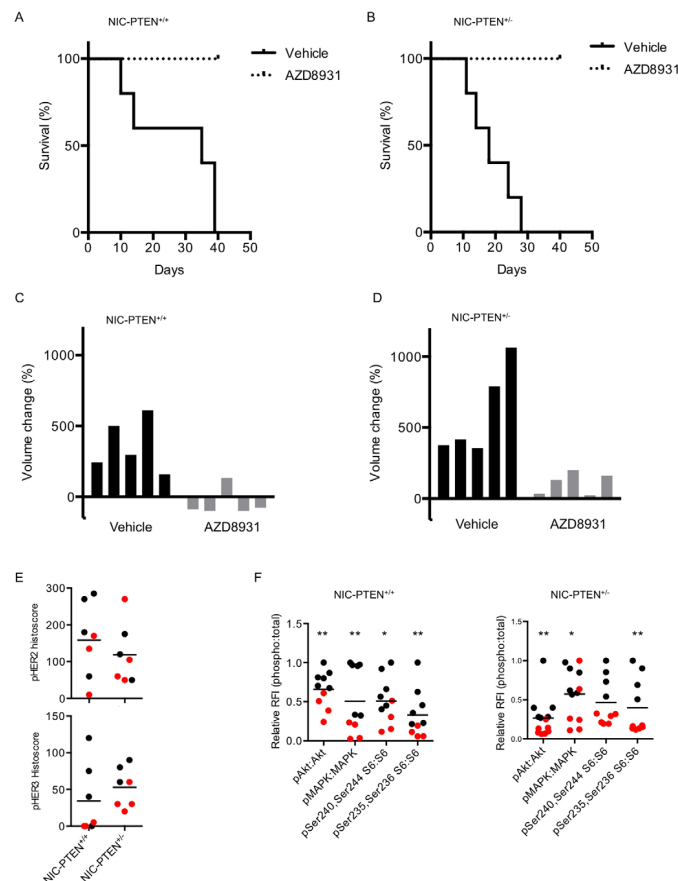 A
NIC-PTEN+/+
Vehicle
AZD8931
100
50
0
Survival (%)
0 10 20 30 40 50
Days
B
NIC-PTEN+/-
Vehicle
AZD8931
100
50
0
Survival (%)
0 10 20 30 40 50
Days
C
NIC-PTEN+/+
1000
500
0
Volume change (%)
Vehicle AZD8931
D
NIC-PTEN+/-
1000
500
0
Volume change (%)
Vehicle AZD8931
E
300
200
100
0
pHER2 histoscore
150
100
50
0
pHER3 Histoscore
NIC-PTEN+/+
NIC-PTEN+/-
F
NIC-PTEN+/+
** ** * **
1.5
1.0
0.5
0.0
Relative RFI (phospho:total)
pAkt:Akt
pMAPK:MAPK
pSer240, Ser244 S6:S6
pSer235, Ser236 S6:S6
NIC-PTEN+/-
** * **
1.5
1.0
0.5
0.0
Relative RFI (phospho:total)
pAkt:Akt
pMAPK:MAPK
pSer240, Ser244 S6:S6
pSer235, Ser236 S6:S6